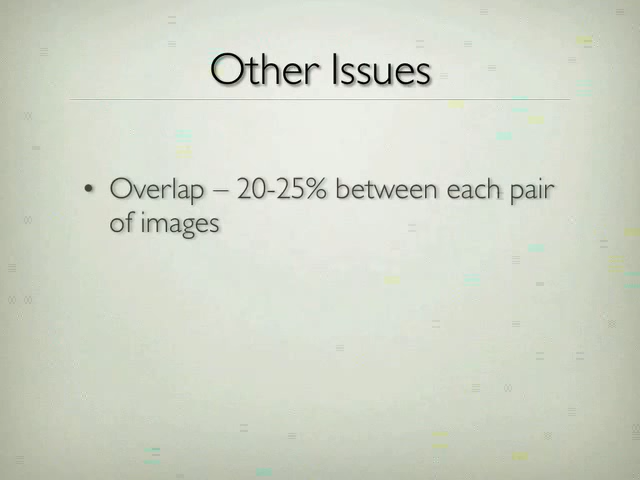 Other Issues
• Overlap – 20-25% between each pair
of images